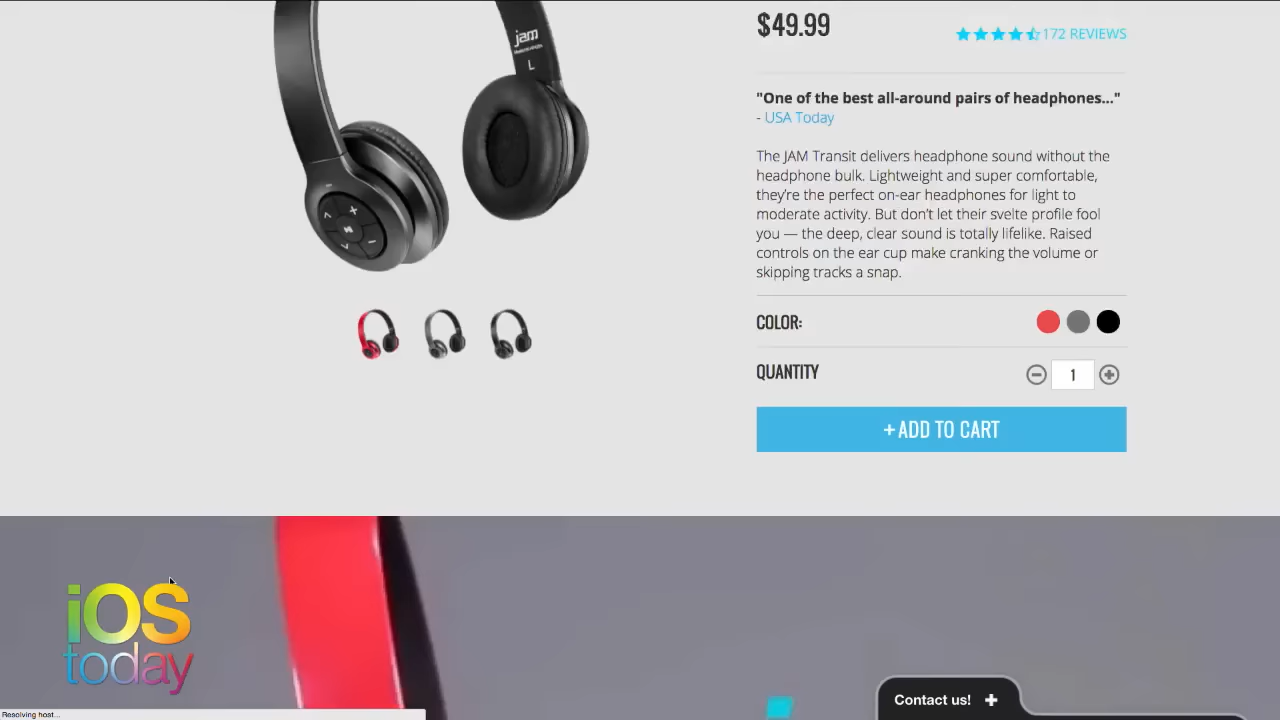 $49.99
172 REVIEWS
jam
L
"One of the best all-around pairs of headphones..."
- USA Today
The JAM Transit delivers headphone sound without the
headphone bulk. Lightweight and super comfortable,
they're the perfect on-ear headphones for light to
moderate activity. But don't let their svelte profile fool
you — the deep, clear sound is totally lifelike. Raised
controls on the ear cup make cranking the volume or
skipping tracks a snap.
COLOR:
QUANTITY
1
+ ADD TO CART
iOS
today
Contact us! +
Resolving host...